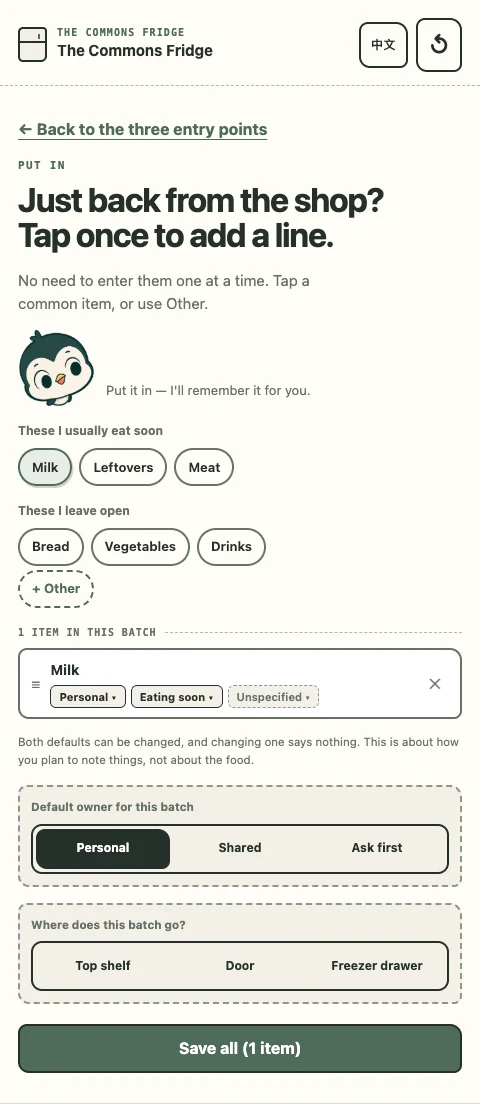 THE COMMONS FRIDGE
The Commons Fridge
中文
← Back to the three entry points
PUT IN
Just back from the shop?
Tap once to add a line.
No need to enter them one at a time. Tap a
common item, or use Other.
Put it in — I'll remember it for you.
These I usually eat soon
Milk Leftovers Meat
These I leave open
Bread Vegetables Drinks
+ Other
1 ITEM IN THIS BATCH
Milk
Personal ▾ Eating soon ▾ Unspecified ▾
Both defaults can be changed, and changing one says nothing. This is about how
you plan to note things, not about the food.
Default owner for this batch
Personal Shared Ask first
Where does this batch go?
Top shelf Door Freezer drawer
Save all (1 item)